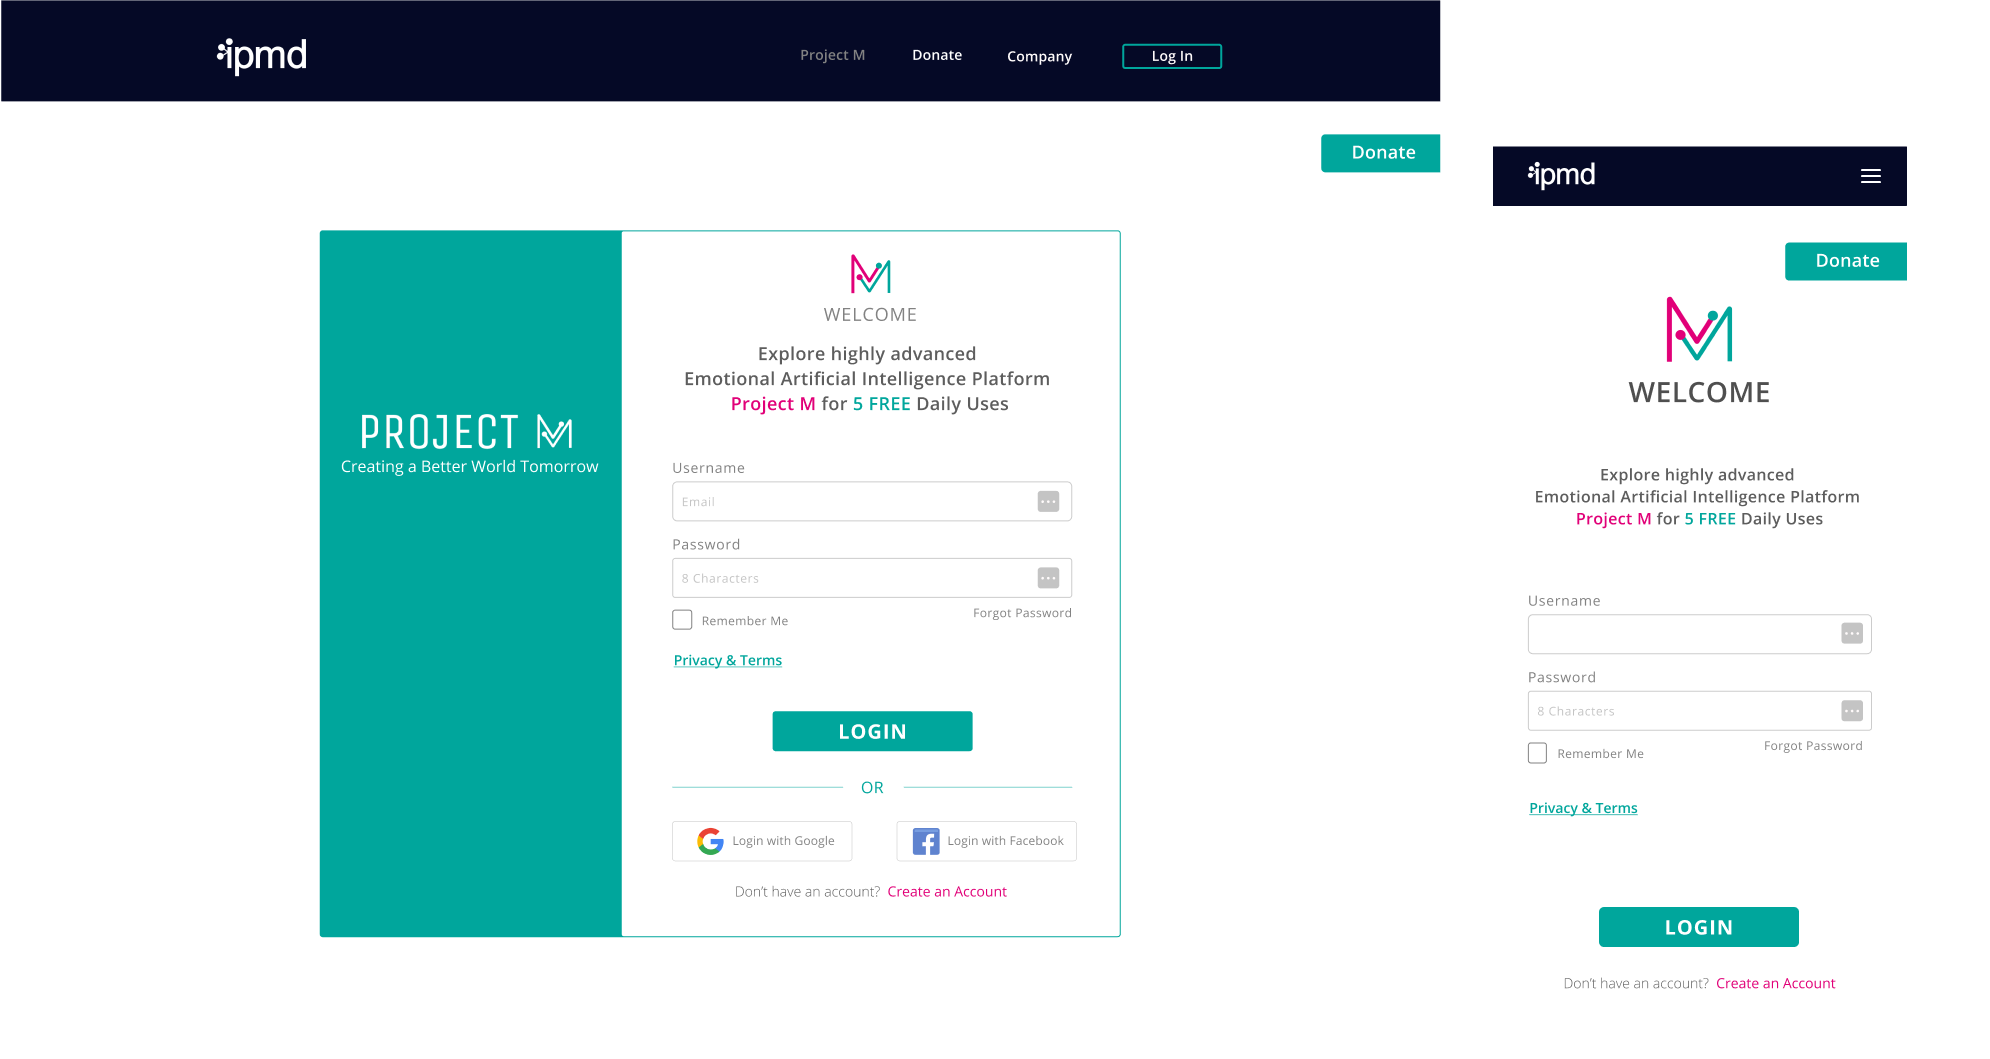 ipmd
Project M
Donate
Company
Log In
Donate
PROJECT M
Creating a Better World Tomorrow
WELCOME
Explore highly advanced
Emotional Artificial Intelligence Platform
Project M for 5 FREE Daily Uses
Username
Email
Password
8 Characters
Remember Me
Forgot Password
Privacy & Terms
LOGIN
OR
Login with Google
Login with Facebook
Don't have an account? Create an Account
ipmd
Donate
WELCOME
Explore highly advanced
Emotional Artificial Intelligence Platform
Project M for 5 FREE Daily Uses
Username
Password
8 Characters
Remember Me
Forgot Password
Privacy & Terms
LOGIN
Don't have an account? Create an Account